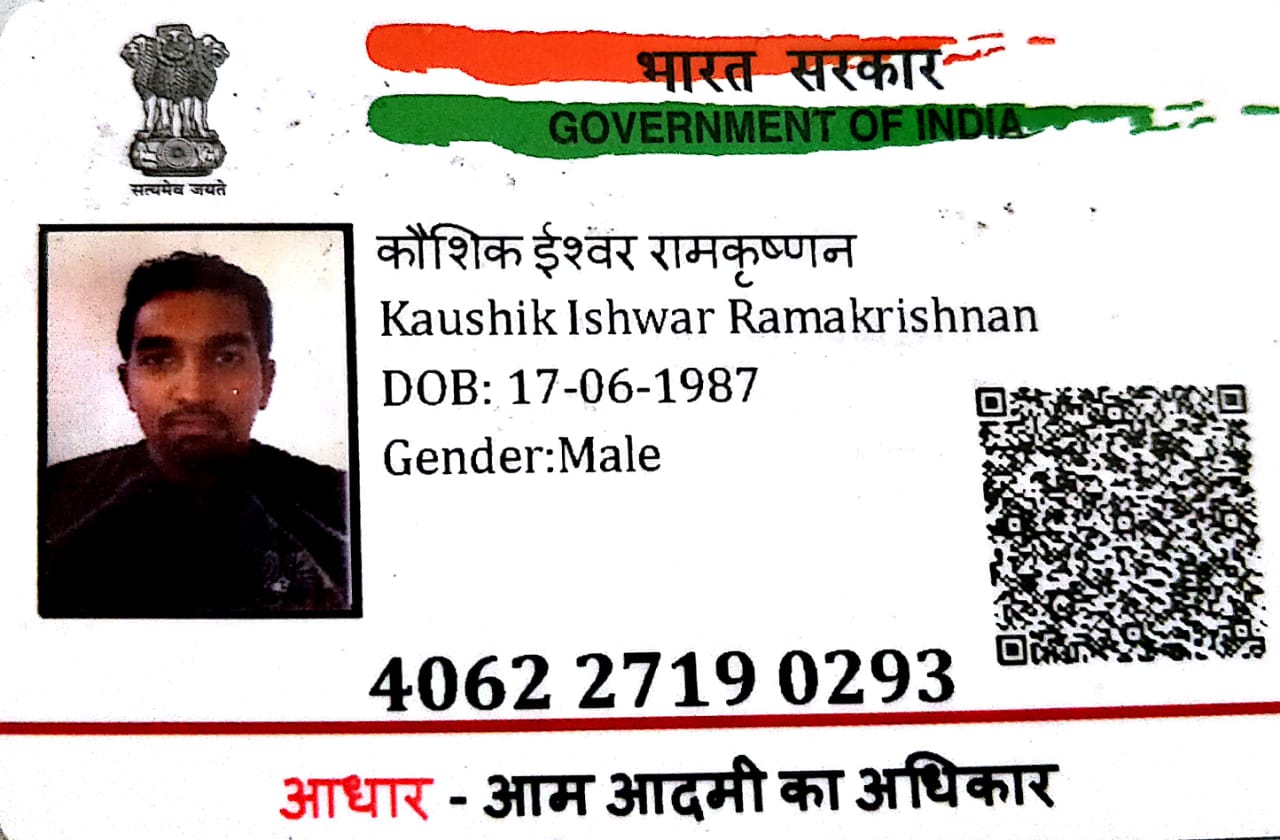 भारत सरकार
GOVERNMENT OF INDIA
सत्यमेव जयते
कौशिक ईश्वर रामकृष्णन
Kaushik Ishwar Ramakrishnan
DOB: 17-06-1987
Gender:Male
4062 2719 0293
आधार - आम आदमी का अधिकार